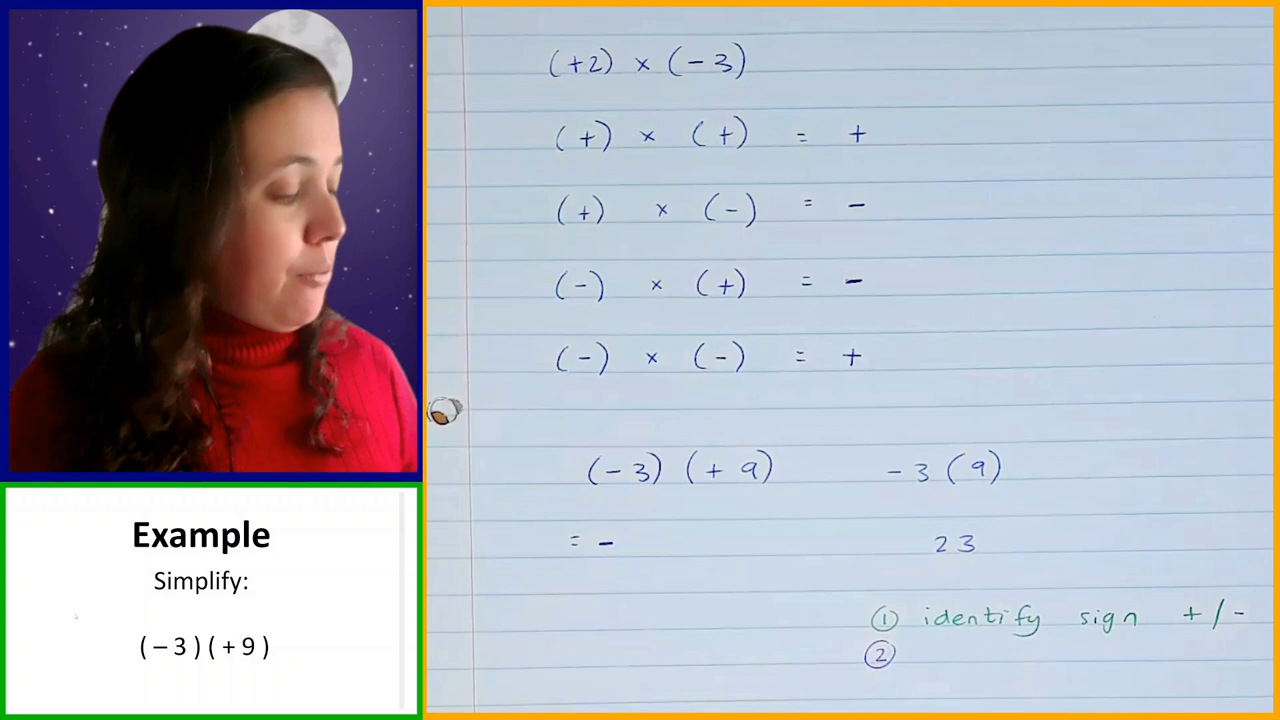 Example
Simplify:
( – 3 ) ( + 9 )
(+2) × (-3)
(+) × (+) = +
(+) × (-) = -
(-) × (+) = -
(-) × (-) = +
(-3) (+ 9) -3 (9)
= - 23
① identify sign +/-
②